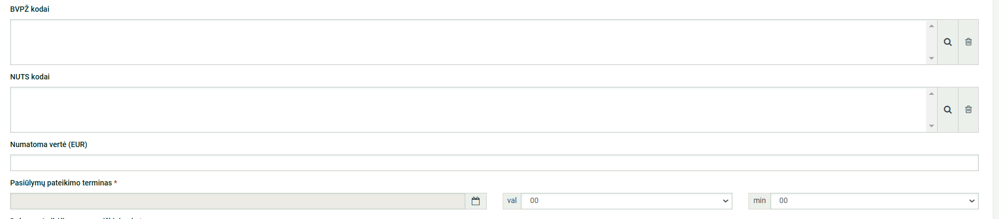 BVPŽ kodai
NUTS kodai
Numatoma vertė (EUR)
Pasiūlymų pateikimo terminas *
val 00 min 00